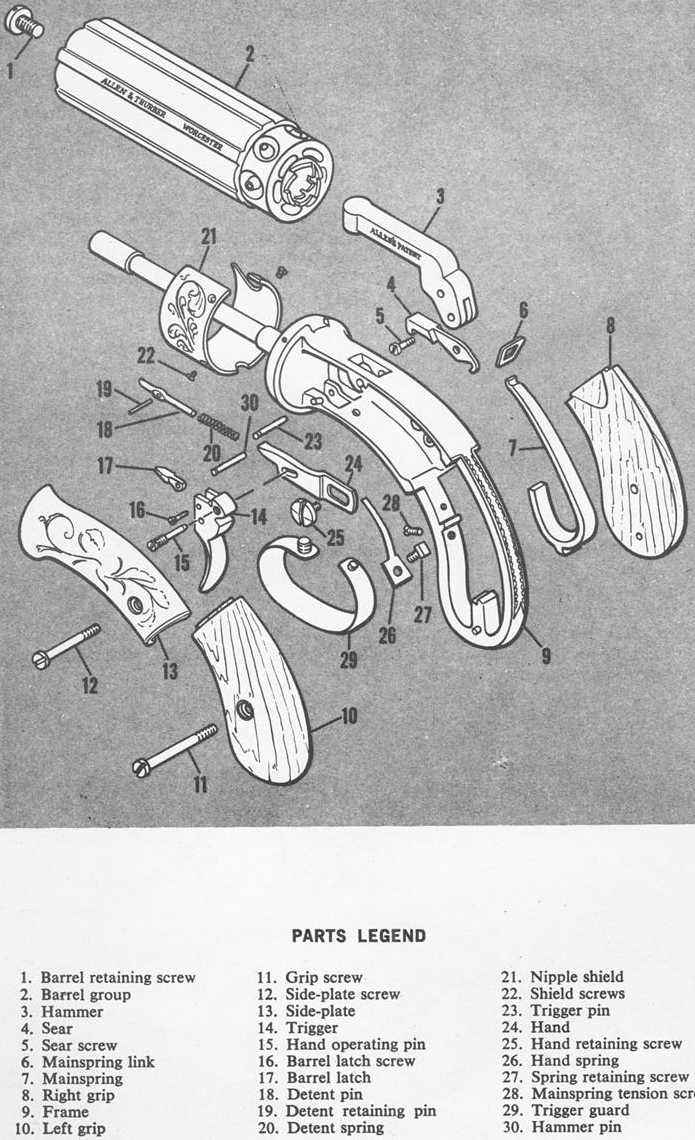 1
2
ALLEN & THURBER WORCESTER
3
ALLEN'S PATENT
21
4
5
6
8
22
19
18
20
30
23
7
17
24
16
14
28
15
25
27
26
29
9
13
12
10
11
PARTS LEGEND
1. Barrel retaining screw
2. Barrel group
3. Hammer
4. Sear
5. Sear screw
6. Mainspring link
7. Mainspring
8. Right grip
9. Frame
10. Left grip
11. Grip screw
12. Side-plate screw
13. Side-plate
14. Trigger
15. Hand operating pin
16. Barrel latch screw
17. Barrel latch
18. Detent pin
19. Detent retaining pin
20. Detent spring
21. Nipple shield
22. Shield screws
23. Trigger pin
24. Hand
25. Hand retaining screw
26. Hand spring
27. Spring retaining screw
28. Mainspring tension scr
29. Trigger guard
30. Hammer pin